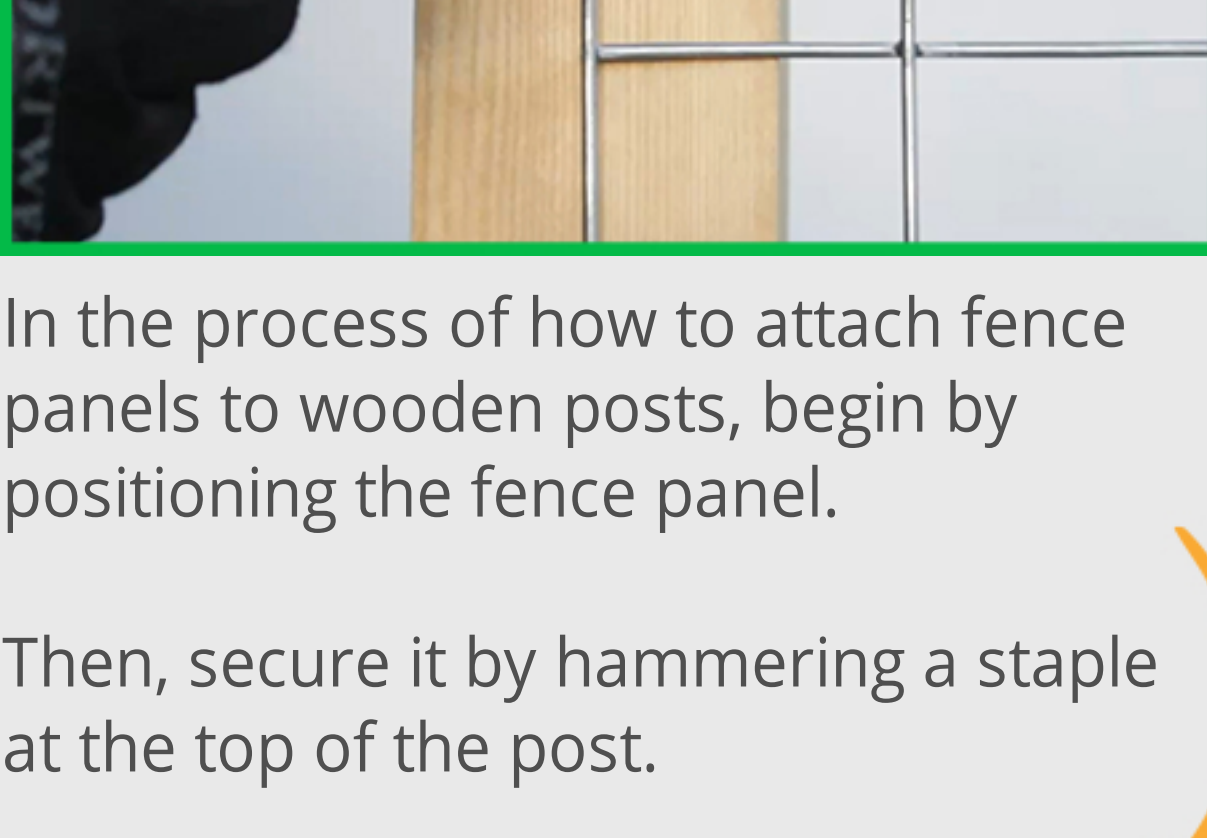 In the process of how to attach fence
panels to wooden posts, begin by
positioning the fence panel.
Then, secure it by hammering a staple
at the top of the post.